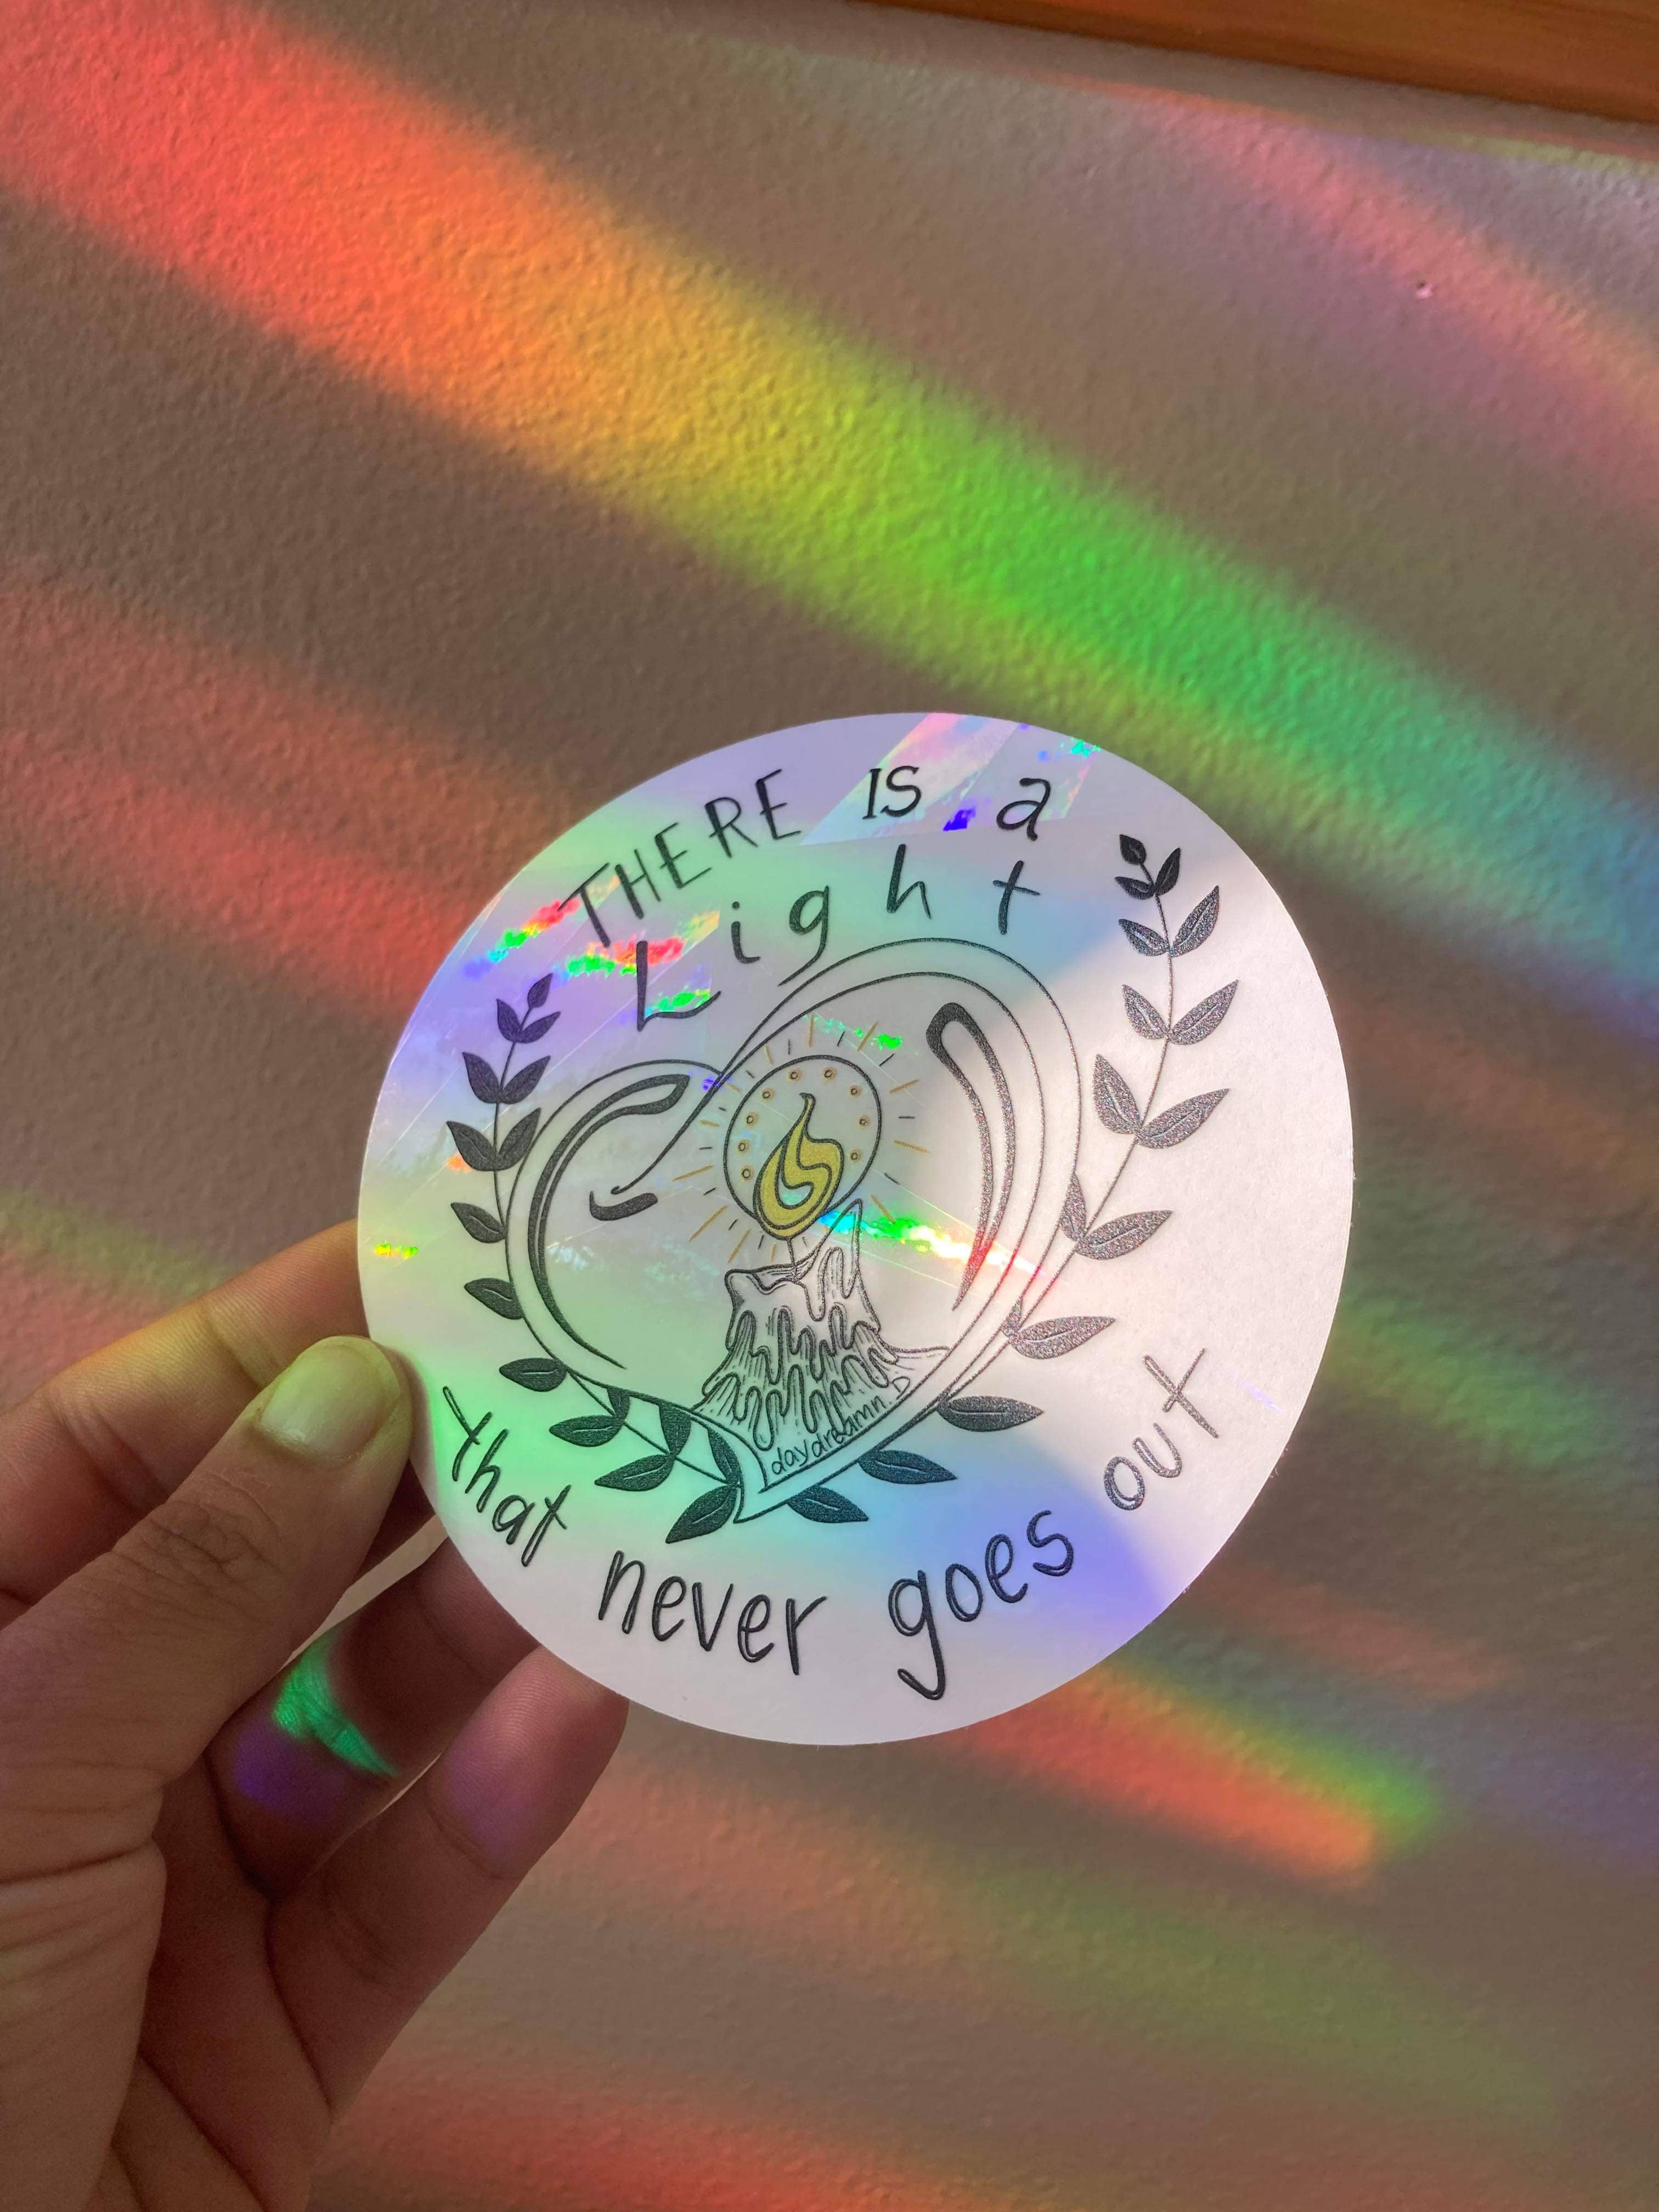 THERE IS a
Light
daydreamn. D
that never goes out